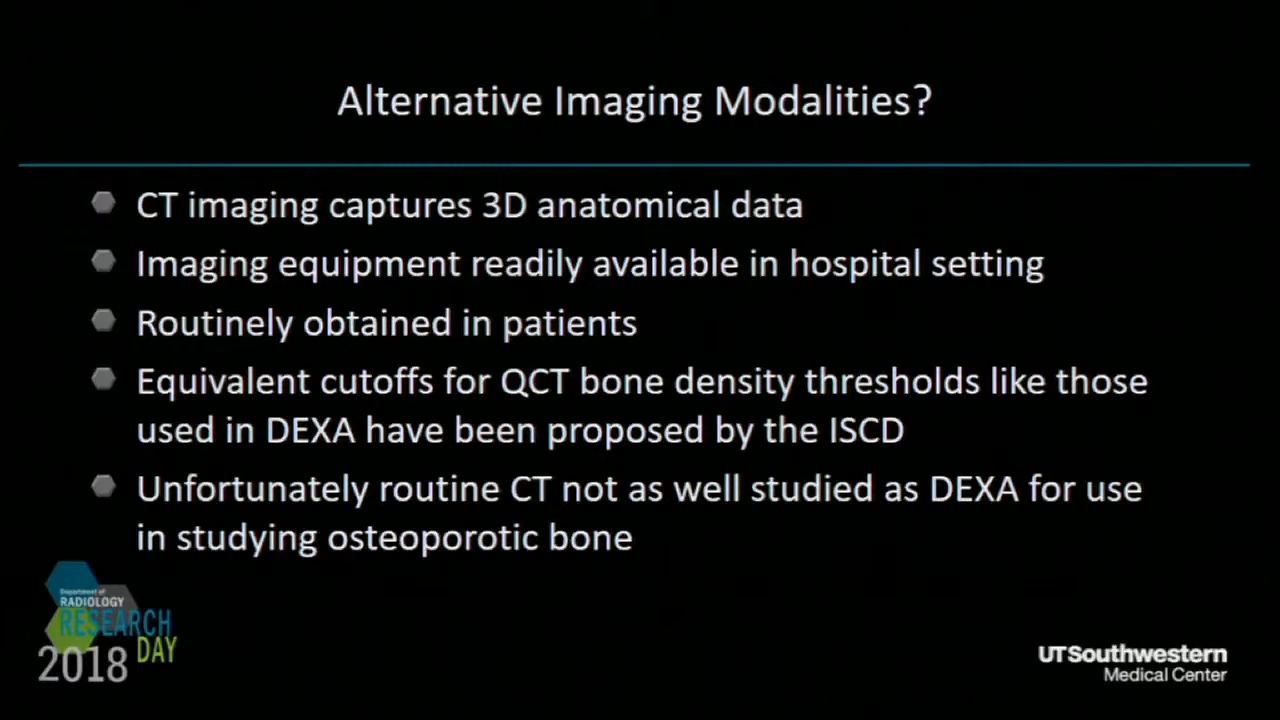 Alternative Imaging Modalities?
CT imaging captures 3D anatomical data
Imaging equipment readily available in hospital setting
Routinely obtained in patients
Equivalent cutoffs for QCT bone density thresholds like those
used in DEXA have been proposed by the ISCD
Unfortunately routine CT not as well studied as DEXA for use
in studying osteoporotic bone
Department of
RADIOLOGY
RESEARCH
DAY
2018
UTSouthwestern
Medical Center